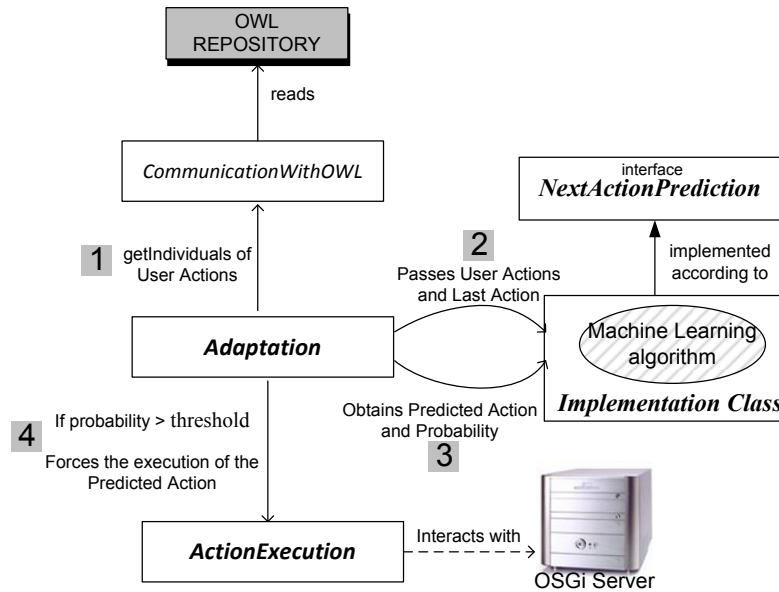 OWL
REPOSITORY
reads
CommunicationWithOWL
interface
NextActionPrediction
1
getIndividuals of
User Actions
2
Passes User Actions
and Last Action
implemented
according to
Adaptation
Machine Learning
algorithm
Implementation Class
4
If probability > threshold
Forces the execution of the
Predicted Action
Obtains Predicted Action
and Probability
3
ActionExecution
Interacts with
OSGi Server